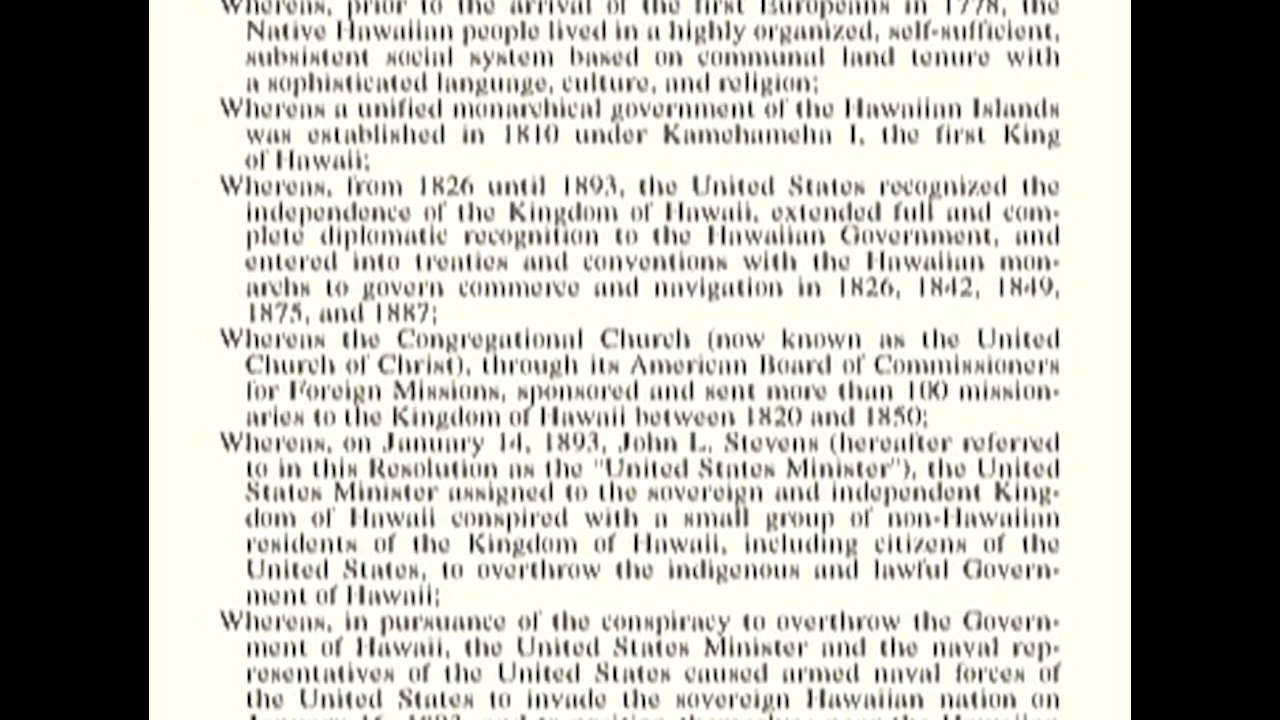 Whereas, prior to the arrival of the first Europeans in 1778, the
Native Hawaiian people lived in a highly organized, self-sufficient,
subsistent social system based on communal land tenure with
a sophisticated language, culture, and religion;
Whereas a unified monarchical government of the Hawaiian Islands
was established in 1810 under Kamehameha I, the first King
of Hawaii;
Whereas, from 1826 until 1893, the United States recognized the
independence of the Kingdom of Hawaii, extended full and com-
plete diplomatic recognition to the Hawaiian Government, and
entered into treaties and conventions with the Hawaiian mon-
archs to govern commerce and navigation in 1826, 1842, 1849,
1875, and 1887;
Whereas the Congregational Church (now known as the United
Church of Christ), through its American Board of Commissioners
for Foreign Missions, sponsored and sent more than 100 mission-
aries to the Kingdom of Hawaii between 1820 and 1850;
Whereas, on January 14, 1893, John L. Stevens (hereafter referred
to in this Resolution as the "United States Minister"), the United
States Minister assigned to the sovereign and independent King-
dom of Hawaii conspired with a small group of non-Hawaiian
residents of the Kingdom of Hawaii, including citizens of the
United States, to overthrow the indigenous and lawful Govern-
ment of Hawaii;
Whereas, in pursuance of the conspiracy to overthrow the Govern-
ment of Hawaii, the United States Minister and the naval rep-
resentatives of the United States caused armed naval forces of
the United States to invade the sovereign Hawaiian nation on